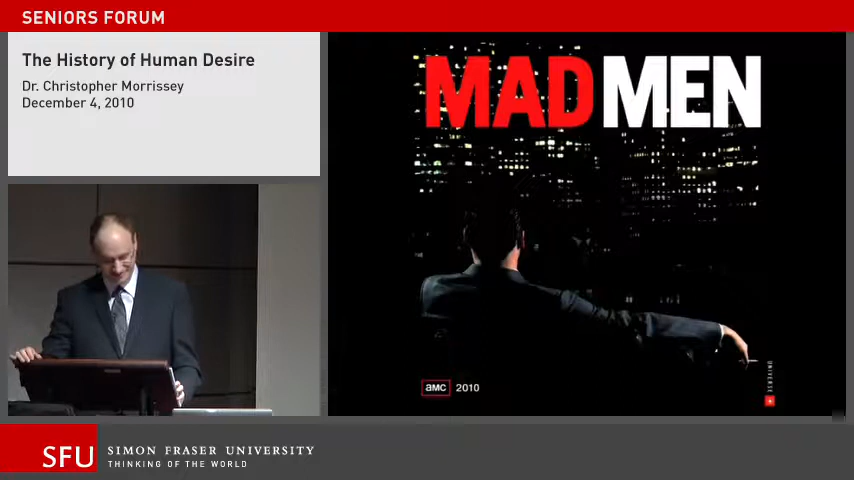 SENIORS FORUM
The History of Human Desire
Dr. Christopher Morrissey
December 4, 2010
MAD MEN
amc 2010
UNIVERSE
SFU SIMON FRASER UNIVERSITY
THINKING OF THE WORLD